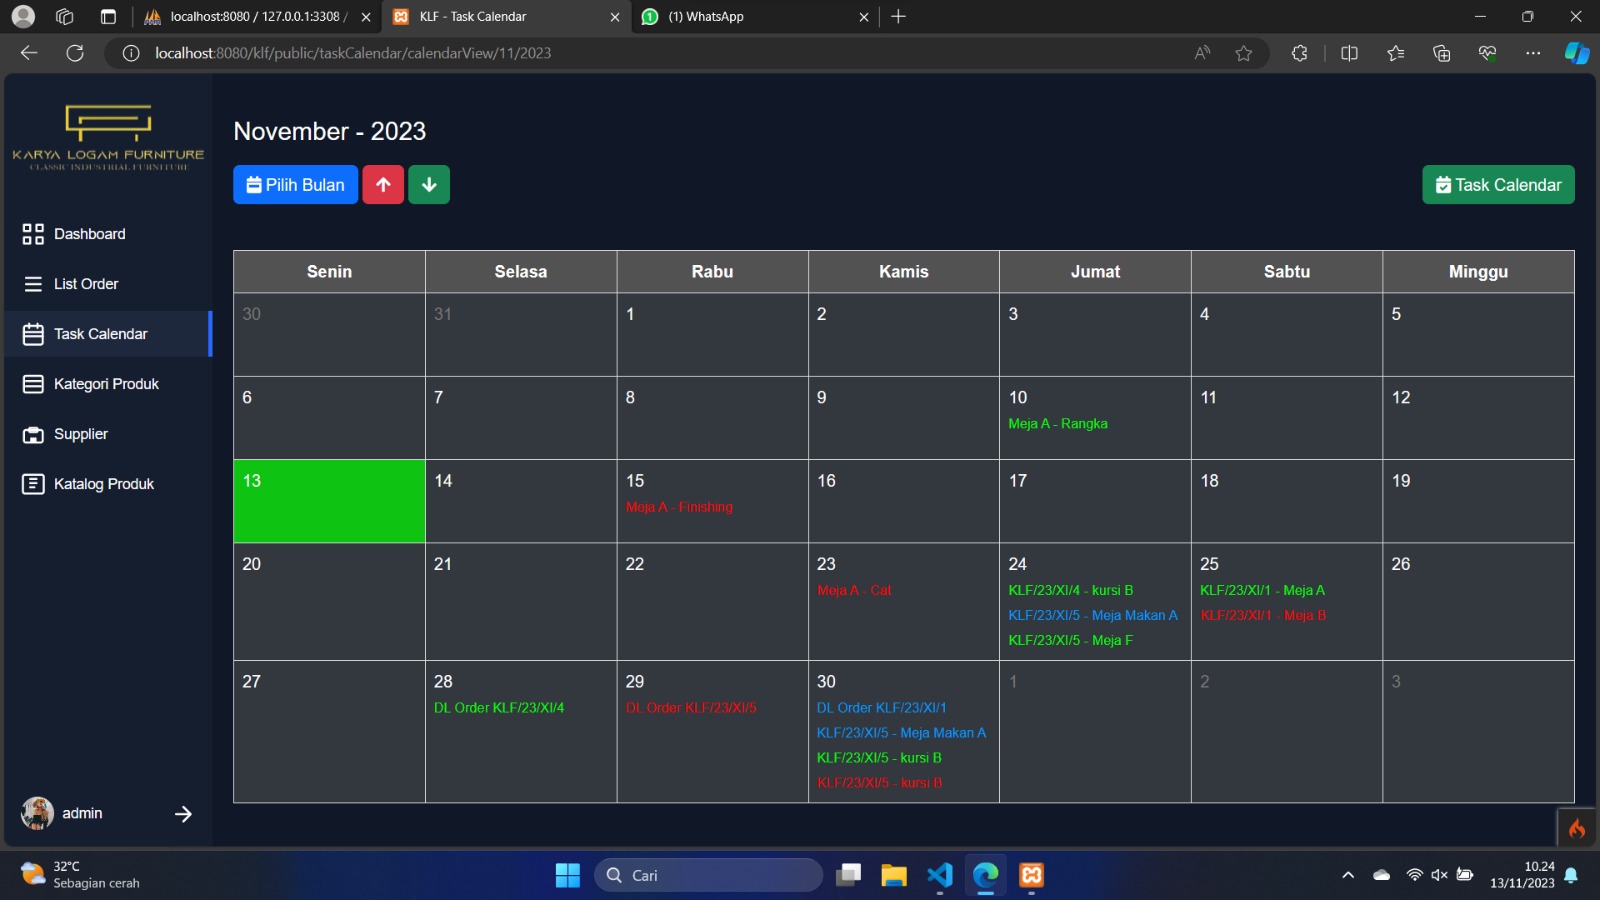 localhost:8080 / 127.0.0.1:3308 /
KLF - Task Calendar
(1) WhatsApp
localhost:8080/klf/public/taskCalendar/calendarView/11/2023
KARYA LOGAM FURNITURE
CLASSIC INDUSTRIAL FURNITURE
Dashboard
List Order
Task Calendar
Kategori Produk
Supplier
Katalog Produk
admin
November - 2023
Pilih Bulan
Task Calendar
Senin Selasa Rabu Kamis Jumat Sabtu Minggu
30 31 1 2 3 4 5
6 7 8 9 10 11 12
Meja A - Rangka
13 14 15 16 17 18 19
Meja A - Finishing
20 21 22 23 24 25 26
Meja A - Cat KLF/23/XI/4 - kursi B KLF/23/XI/1 - Meja A
KLF/23/XI/5 - Meja Makan A KLF/23/XI/1 - Meja B
KLF/23/XI/5 - Meja F
27 28 29 30 1 2 3
DL Order KLF/23/XI/4 DL Order KLF/23/XI/5 DL Order KLF/23/XI/1
KLF/23/XI/5 - Meja Makan A
KLF/23/XI/5 - kursi B
KLF/23/XI/5 - kursi B
32°C
Sebagian cerah
Cari
10.24
13/11/2023